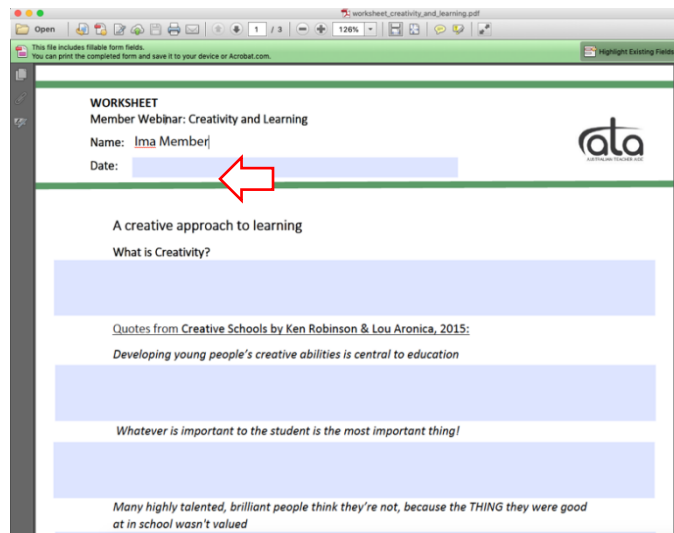 worksheet_creativity_and_learning.pdf
Open 1 / 3 126%
This file includes fillable form fields.
You can print the completed form and save it to your device or Acrobat.com.
Highlight Existing Fields
WORKSHEET
Member Webinar: Creativity and Learning
Name: Ima Member
Date:
ata
AUSTRALIAN TEACHER AIDE
A creative approach to learning
What is Creativity?
Quotes from Creative Schools by Ken Robinson & Lou Aronica, 2015:
Developing young people's creative abilities is central to education
Whatever is important to the student is the most important thing!
Many highly talented, brilliant people think they're not, because the THING they were good
at in school wasn't valued